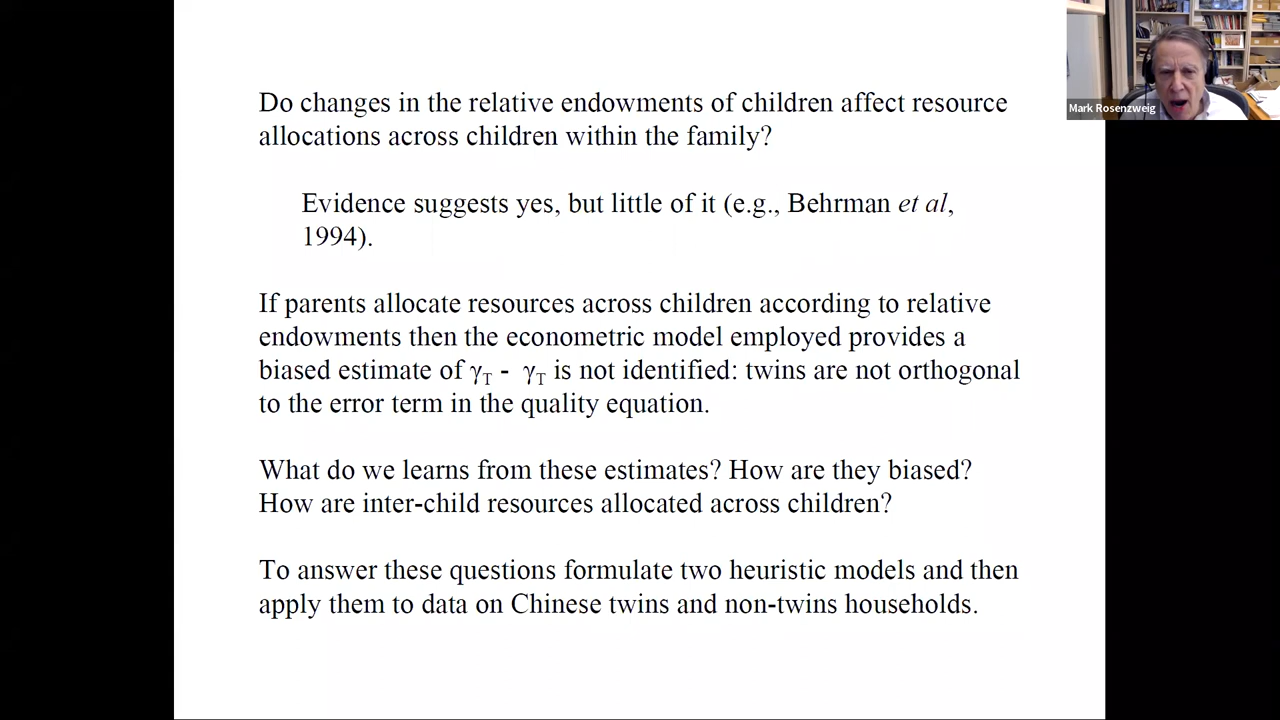 Do changes in the relative endowments of children affect resource
allocations across children within the family?
Evidence suggests yes, but little of it (e.g., Behrman et al,
1994).
If parents allocate resources across children according to relative
endowments then the econometric model employed provides a
biased estimate of γT - γT is not identified: twins are not orthogonal
to the error term in the quality equation.
What do we learns from these estimates? How are they biased?
How are inter-child resources allocated across children?
To answer these questions formulate two heuristic models and then
apply them to data on Chinese twins and non-twins households.
Mark Rosenzweig